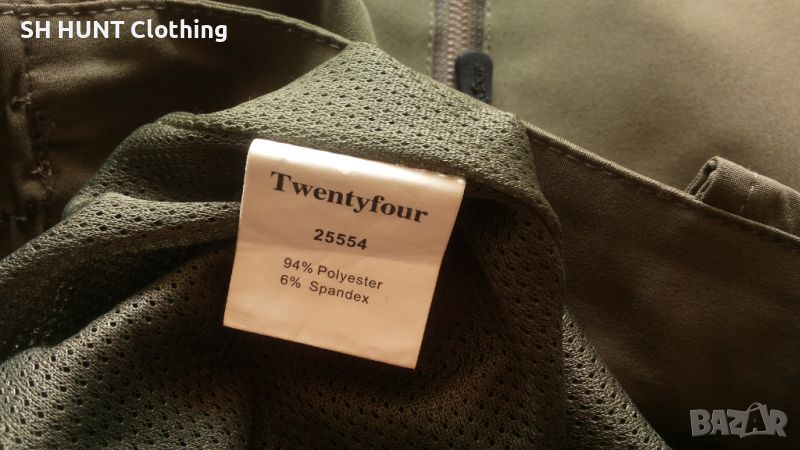 SH HUNT Clothing
Twentyfour
25554
94% Polyester
6% Spandex
BAZAR